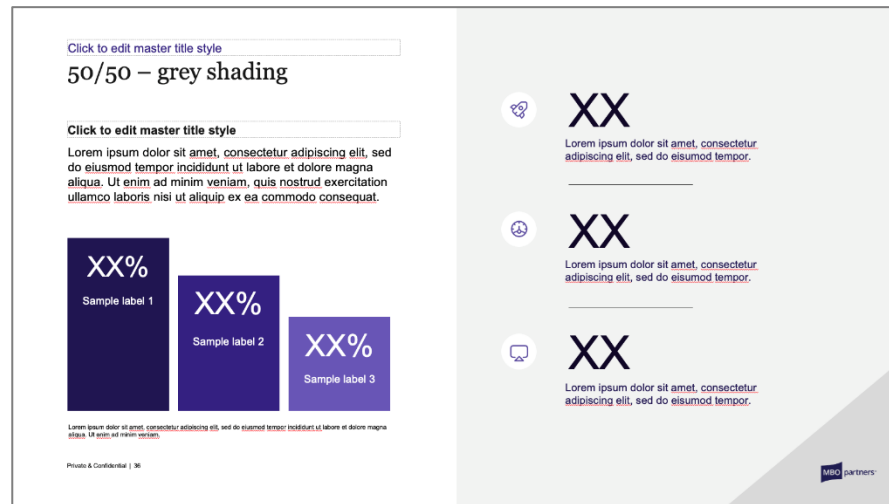 Click to edit master title style
50/50 – grey shading
Click to edit master title style
Lorem ipsum dolor sit amet, consectetur adipiscing elit, sed
do eiusmod tempor incididunt ut labore et dolore magna
aliqua. Ut enim ad minim veniam, quis nostrud exercitation
ullamco laboris nisi ut aliquip ex ea commodo consequat.
XX%
Sample label 1
XX%
Sample label 2
XX%
Sample label 3
Lorem ipsum dolor sit amet, consectetur adipiscing elit, sed do eiusmod tempor incididunt ut labore et dolore magna
aliqua. Ut enim ad minim veniam.
Private & Confidential | 36
XX
Lorem ipsum dolor sit amet, consectetur
adipiscing elit, sed do eiusmod tempor.
XX
Lorem ipsum dolor sit amet, consectetur
adipiscing elit, sed do eiusmod tempor.
XX
Lorem ipsum dolor sit amet, consectetur
adipiscing elit, sed do eiusmod tempor.
MBO partners